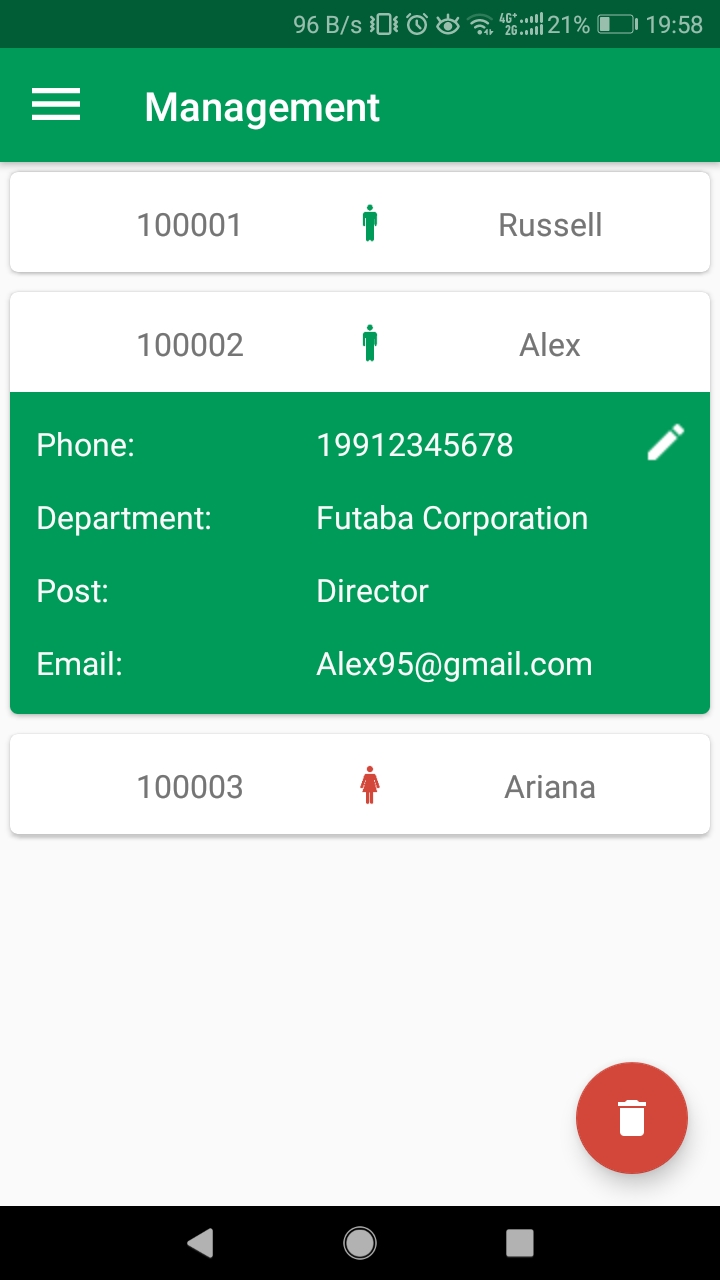 96 B/s 4G+ 2G 21% 19:58
Management
100001 Russell
100002 Alex
Phone: 19912345678
Department: Futaba Corporation
Post: Director
Email: Alex95@gmail.com
100003 Ariana